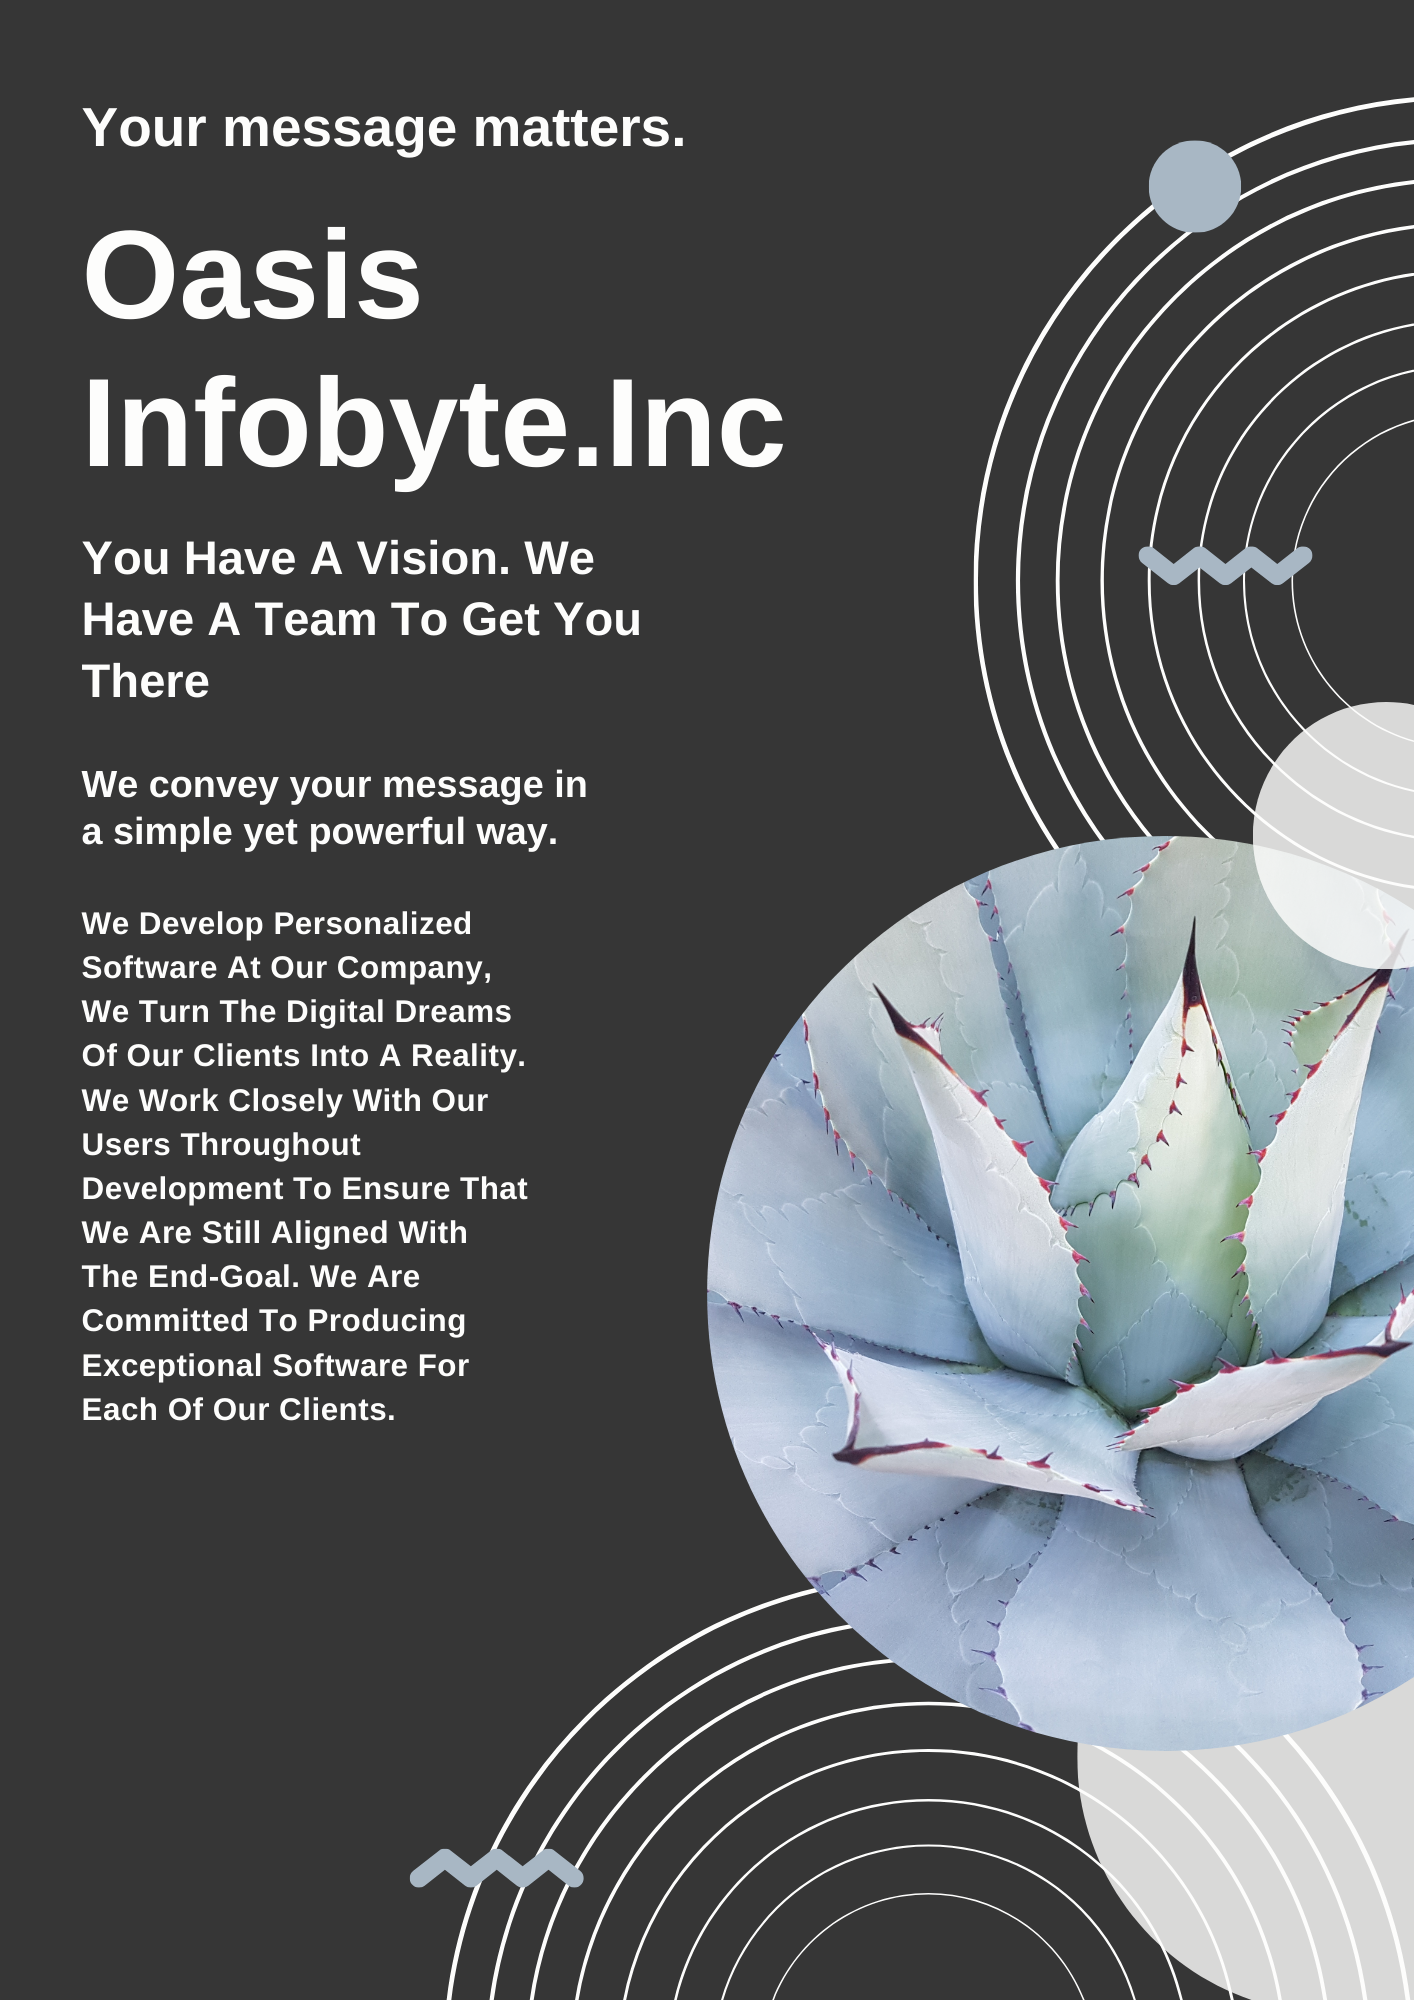 Your message matters.
Oasis
Infobyte.Inc
You Have A Vision. We
Have A Team To Get You
There
We convey your message in
a simple yet powerful way.
We Develop Personalized
Software At Our Company,
We Turn The Digital Dreams
Of Our Clients Into A Reality.
We Work Closely With Our
Users Throughout
Development To Ensure That
We Are Still Aligned With
The End-Goal. We Are
Committed To Producing
Exceptional Software For
Each Of Our Clients.